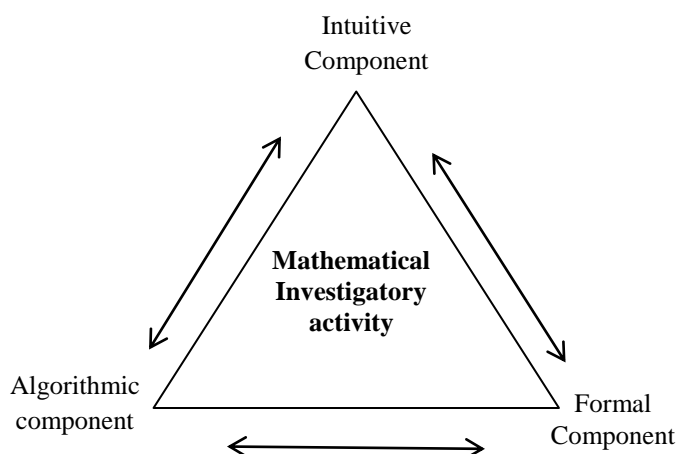 Intuitive
Component
Mathematical
Investigatory
activity
Algorithmic
component
Formal
Component